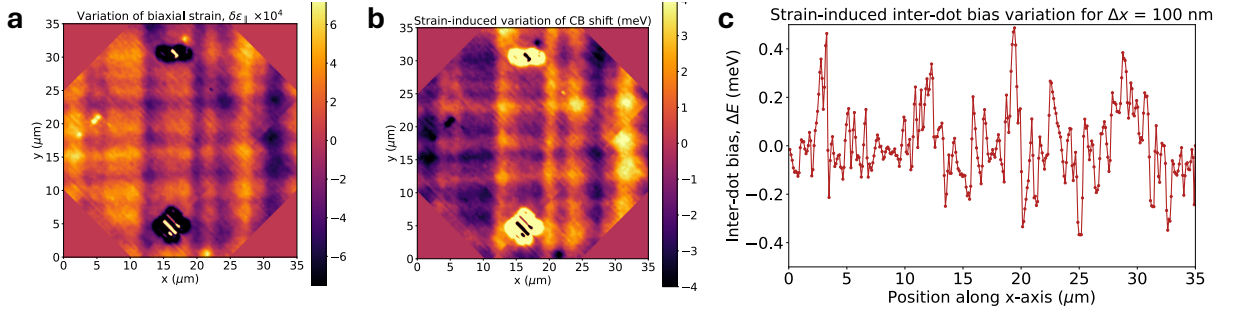 a
Variation of biaxial strain, δε∥ ×10⁴
35
30
25
20
15
10
5
0
y (μm)
0 5 10 15 20 25 30 35
x (μm)
6
4
2
0
−2
−4
−6
b
Strain-induced variation of CB shift (meV)
35
30
25
20
15
10
5
0
y (μm)
0 5 10 15 20 25 30 35
x (μm)
4
3
2
1
0
−1
−2
−3
−4
c
Strain-induced inter-dot bias variation for Δx = 100 nm
0.4
0.2
0.0
−0.2
−0.4
Inter-dot bias, ΔE (meV)
0 5 10 15 20 25 30 35
Position along x-axis (μm)